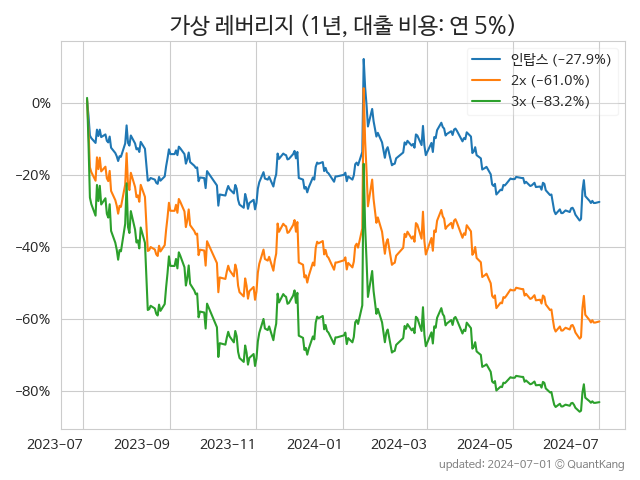 가상 레버리지 (1년, 대출 비용: 연 5%)
인탑스 (−27.9%)
2x (−61.0%)
3x (−83.2%)
0%
−20%
−40%
−60%
−80%
2023-07 2023-09 2023-11 2024-01 2024-03 2024-05 2024-07
updated: 2024-07-01 © QuantKang